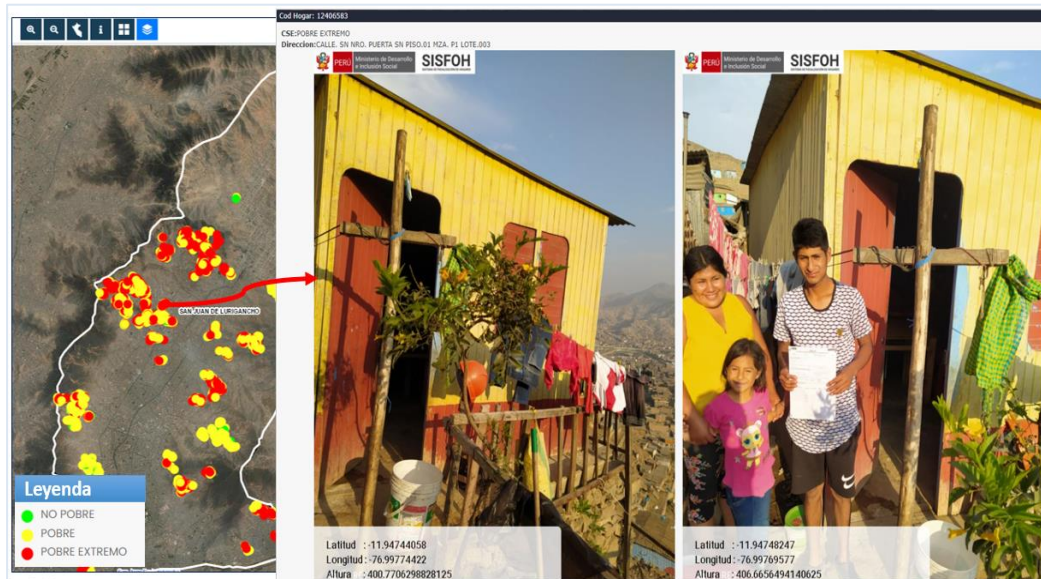 Cod Hogar: 12406583
CSE:POBRE EXTREMO
Direccion:CALLE. SN NRO. PUERTA SN PISO.01 MZA. P1 LOTE.003
PERÚ Ministerio de Desarrollo e Inclusión Social SISFOH
PERÚ Ministerio de Desarrollo e Inclusión Social SISFOH
SAN JUAN DE LURIGANCHO
Leyenda
NO POBRE
POBRE
POBRE EXTREMO
Latitud :-11.94744058
Longitud :-76.99774422
Altura :400.7706298828125
Latitud :-11.94748247
Longitud :-76.99769577
Altura :406.6656494140625